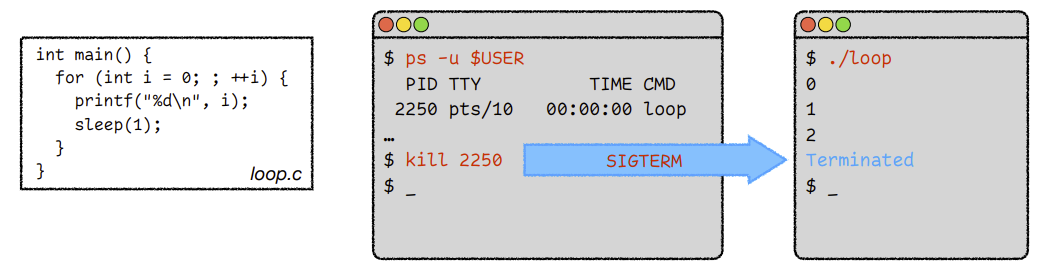 int main() {
for (int i = 0; ; ++i) {
printf("%d\n", i);
sleep(1);
}
}
loop.c
$ ps -u $USER
PID TTY TIME CMD
2250 pts/10 00:00:00 loop
…
$ kill 2250
$ _
SIGTERM
$ ./loop
0
1
2
Terminated
$ _